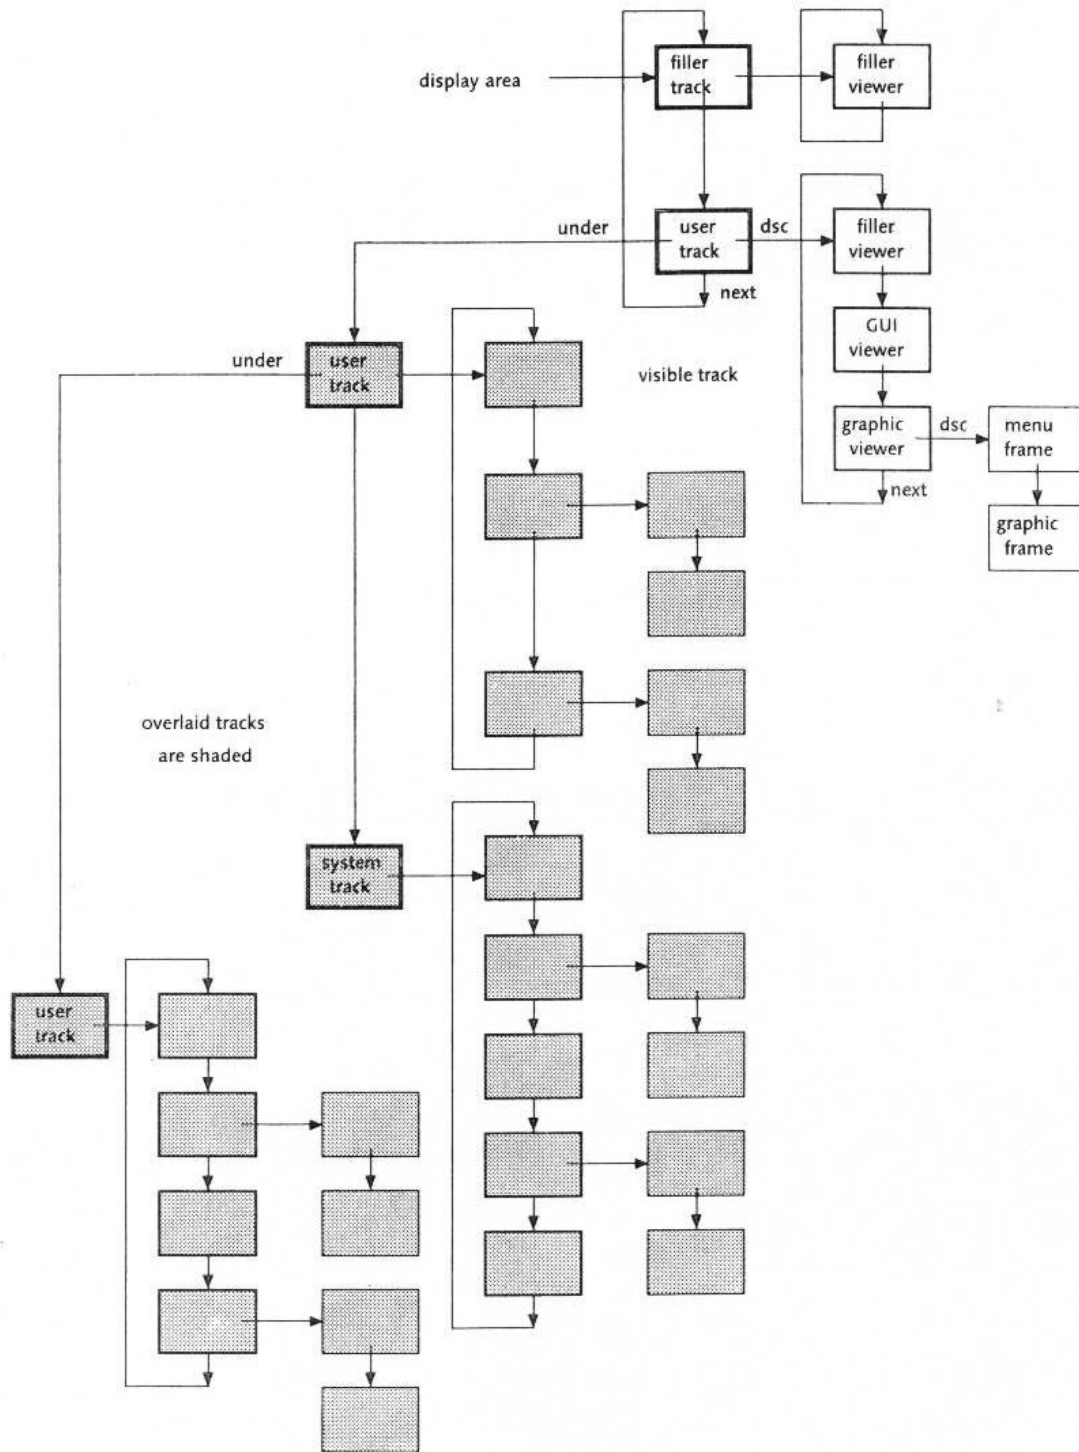 filler
track
filler
viewer
display area
under
user
track
dsc
filler
viewer
next
GUI
viewer
under
user
track
visible track
graphic
viewer
dsc
menu
frame
next
graphic
frame
overlaid tracks
are shaded
system
track
user
track